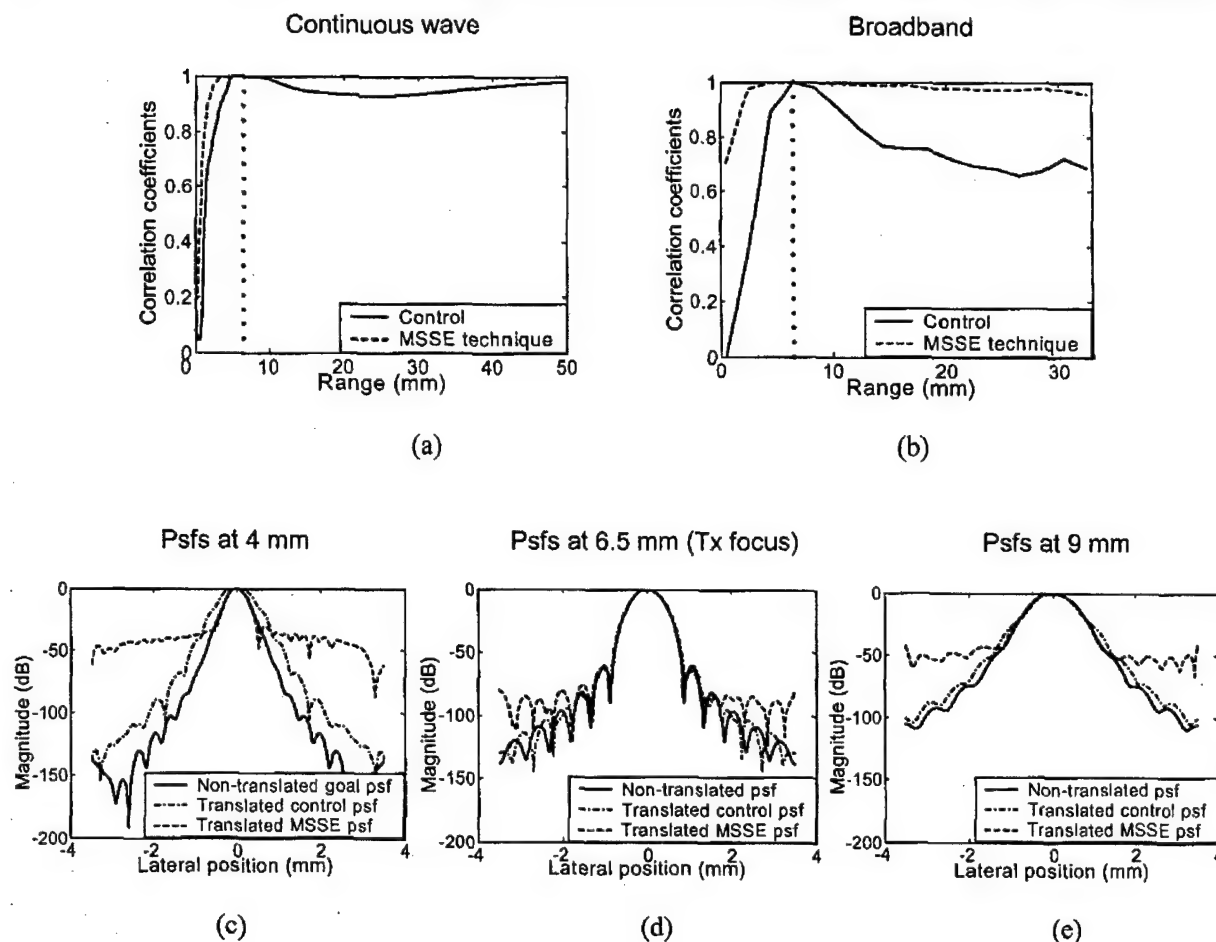 Continuous wave
Correlation coefficients
1
0.8
0.6
0.4
0.2
0
0 10 20 30 40 50
Range (mm)
Control
MSSE technique
(a)
Broadband
Correlation coefficients
1
0.8
0.6
0.4
0.2
0
0 10 20 30
Range (mm)
Control
MSSE technique
(b)
Psfs at 4 mm
Magnitude (dB)
0
-50
-100
-150
-200
Non-translated goal psf
Translated control psf
Translated MSSE psf
-4 -2 0 2 4
Lateral position (mm)
(c)
Psfs at 6.5 mm (Tx focus)
Magnitude (dB)
0
-50
-100
-150
-200
Non-translated psf
Translated control psf
Translated MSSE psf
-4 -2 0 2 4
Lateral position (mm)
(d)
Psfs at 9 mm
Magnitude (dB)
0
-50
-100
-150
-200
Non-translated psf
Translated control psf
Translated MSSE psf
-4 -2 0 2 4
Lateral position (mm)
(e)